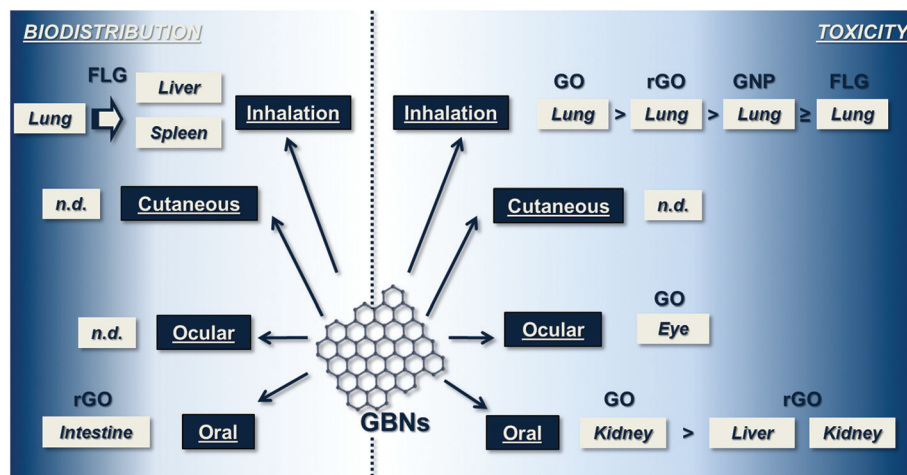 BIODISTRIBUTION
TOXICITY
FLG
Lung
Liver
Spleen
Inhalation
n.d.
Cutaneous
n.d.
Ocular
rGO
Intestine
Oral
GBNs
Inhalation
GO rGO GNP FLG
Lung > Lung > Lung ≥ Lung
Cutaneous
n.d.
Ocular
GO
Eye
Oral
GO rGO
Kidney > Liver Kidney